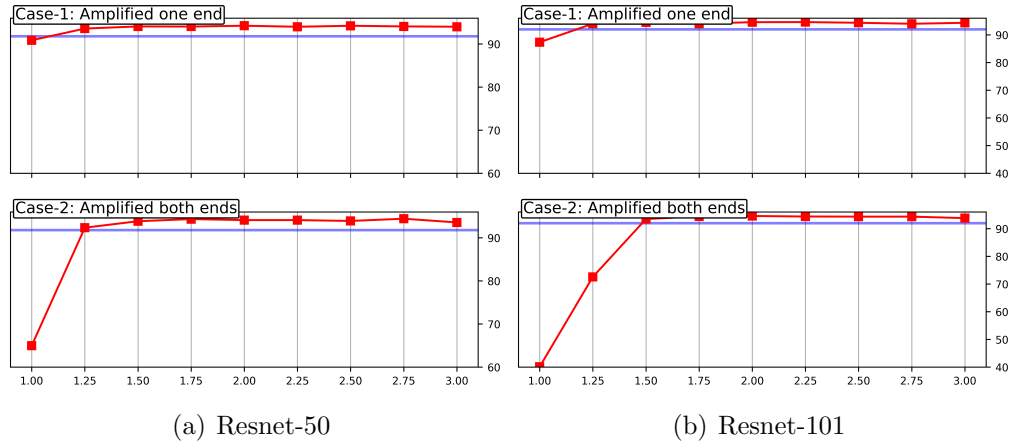 Case-1: Amplified one end
90
80
70
60
Case-1: Amplified one end
90
80
70
60
50
40
Case-2: Amplified both ends
90
80
70
60
1.00 1.25 1.50 1.75 2.00 2.25 2.50 2.75 3.00
Case-2: Amplified both ends
90
80
70
60
50
40
1.00 1.25 1.50 1.75 2.00 2.25 2.50 2.75 3.00
(a) Resnet-50
(b) Resnet-101